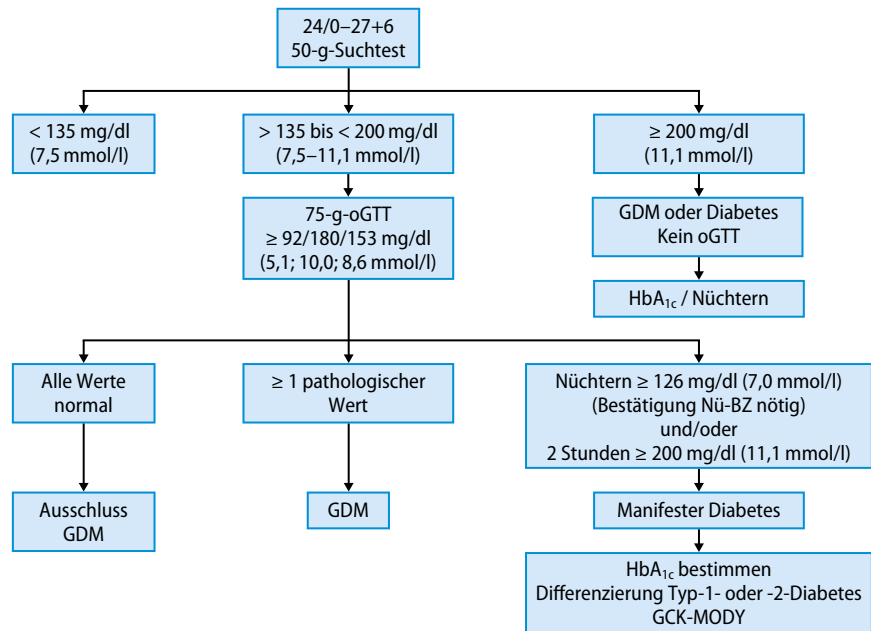 24/0–27+6
50-g-Suchtest
< 135 mg/dl
(7,5 mmol/l)
> 135 bis < 200 mg/dl
(7,5–11,1 mmol/l)
≥ 200 mg/dl
(11,1 mmol/l)
75-g-oGTT
≥ 92/180/153 mg/dl
(5,1; 10,0; 8,6 mmol/l)
GDM oder Diabetes
Kein oGTT
HbA1c / Nüchtern
Alle Werte
normal
≥ 1 pathologischer
Wert
Nüchtern ≥ 126 mg/dl (7,0 mmol/l)
(Bestätigung Nü-BZ nötig)
und/oder
2 Stunden ≥ 200 mg/dl (11,1 mmol/l)
Ausschluss
GDM
GDM
Manifester Diabetes
HbA1c bestimmen
Differenzierung Typ-1- oder -2-Diabetes
GCK-MODY